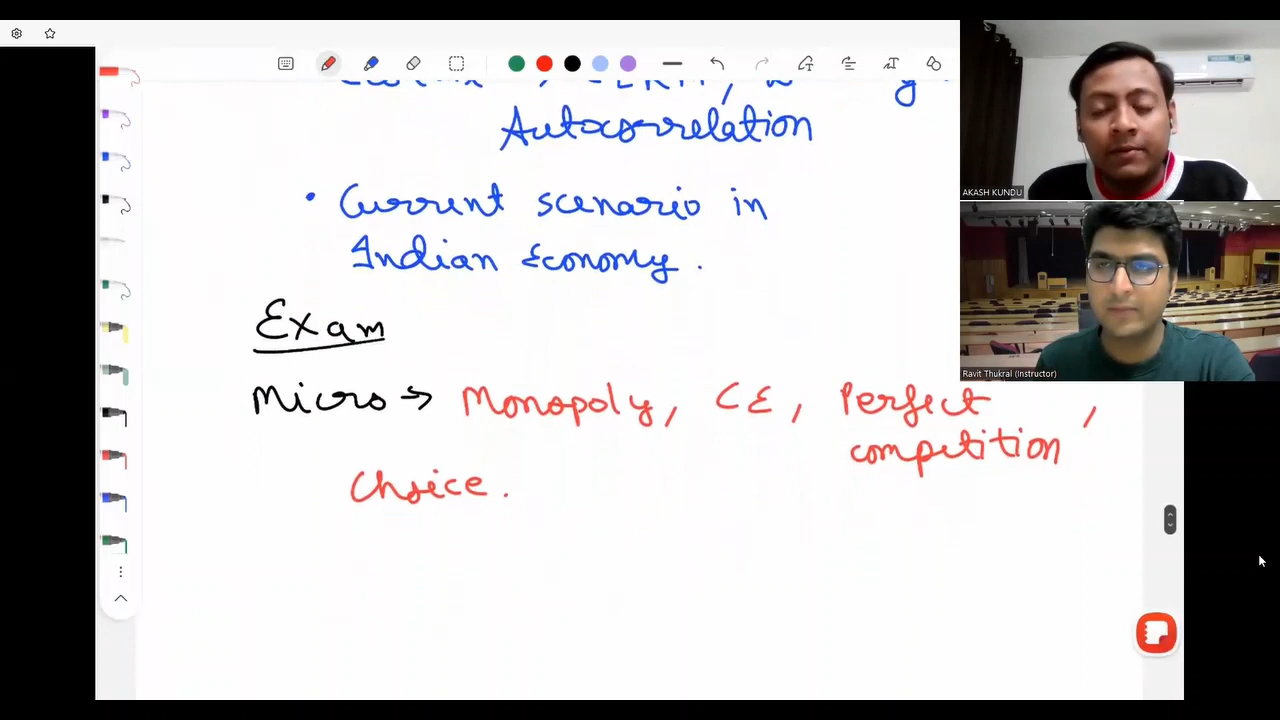 Autocorrelation
• Current scenario in
Indian Economy.
Exam
Micro → Monopoly, CE, Perfect competition,
Choice.
AKASH KUNDU
Ravit Thukral (Instructor)